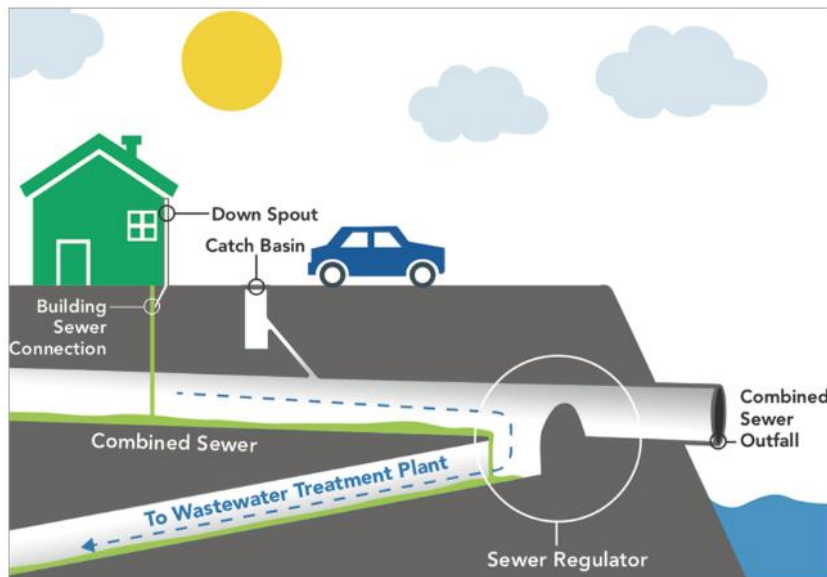 Down Spout
Catch Basin
Building
Sewer
Connection
Combined
Sewer
Outfall
Combined Sewer
To Wastewater Treatment Plant
Sewer Regulator